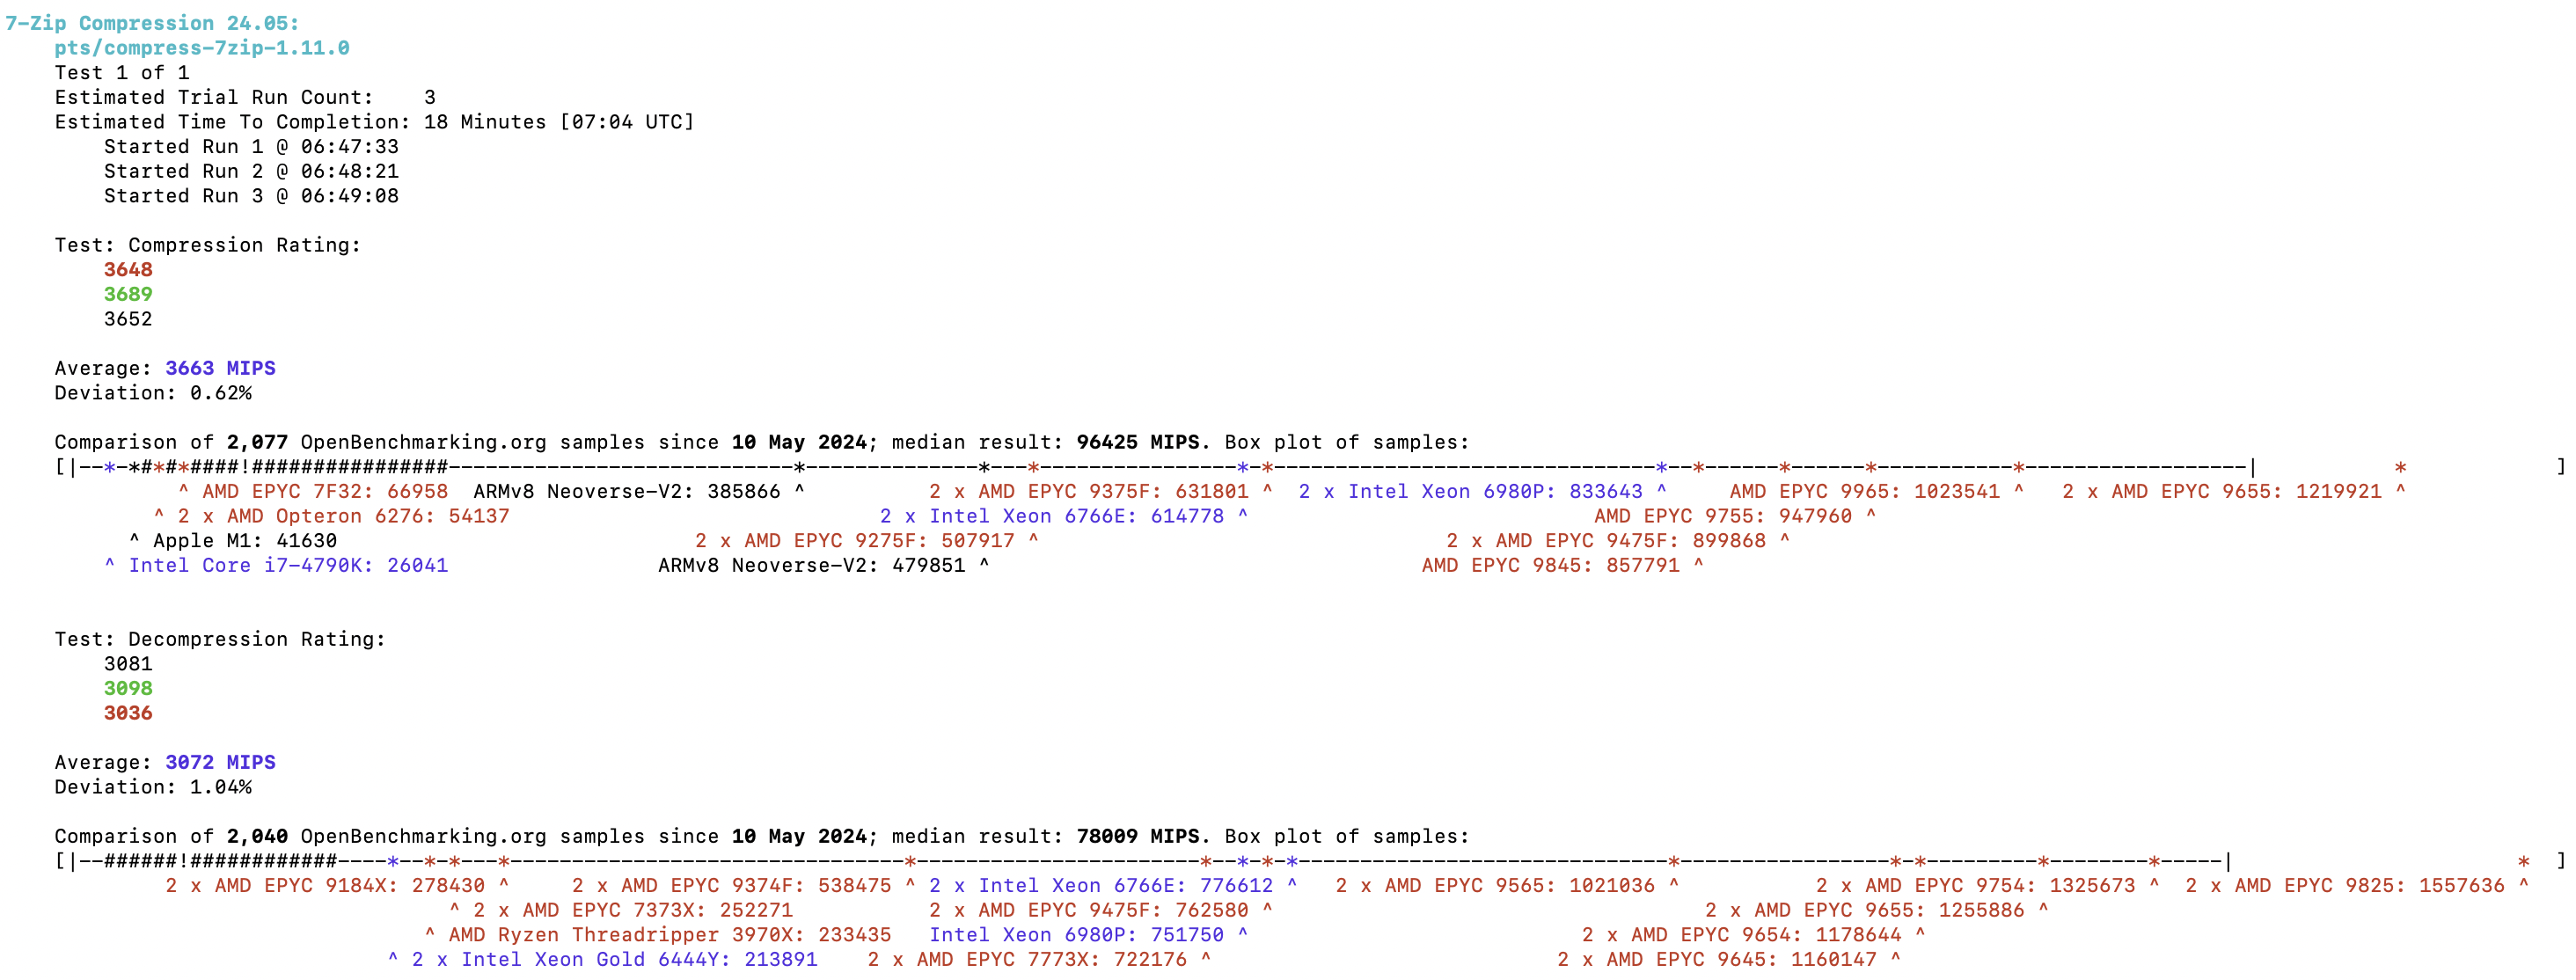 7-Zip Compression 24.05:
pts/compress-7zip-1.11.0
Test 1 of 1
Estimated Trial Run Count:    3
Estimated Time To Completion: 18 Minutes [07:04 UTC]
Started Run 1 @ 06:47:33
Started Run 2 @ 06:48:21
Started Run 3 @ 06:49:08
Test: Compression Rating:
3648
3689
3652
Average: 3663 MIPS
Deviation: 0.62%
Comparison of 2,077 OpenBenchmarking.org samples since 10 May 2024; median result: 96425 MIPS. Box plot of samples:
[|--*-*#*#*####!################----------------------------*--------------*---*----------------*-*-------------------------------*--*------*------*-----------*------------------|            *            ]
^ AMD EPYC 7F32: 66958  ARMv8 Neoverse-V2: 385866 ^          2 x AMD EPYC 9375F: 631801 ^  2 x Intel Xeon 6980P: 833643 ^     AMD EPYC 9965: 1023541 ^   2 x AMD EPYC 9655: 1219921 ^
^ 2 x AMD Opteron 6276: 54137                              2 x Intel Xeon 6766E: 614778 ^                            AMD EPYC 9755: 947960 ^
^ Apple M1: 41630                             2 x AMD EPYC 9275F: 507917 ^                                 2 x AMD EPYC 9475F: 899868 ^
^ Intel Core i7-4790K: 26041                 ARMv8 Neoverse-V2: 479851 ^                                   AMD EPYC 9845: 857791 ^
Test: Decompression Rating:
3081
3098
3036
Average: 3072 MIPS
Deviation: 1.04%
Comparison of 2,040 OpenBenchmarking.org samples since 10 May 2024; median result: 78009 MIPS. Box plot of samples:
[|--######!############----*--*-*---*--------------------------------*-----------------------*--*-*-*------------------------------*-----------------*-*---------*--------*-----|                       *  ]
2 x AMD EPYC 9184X: 278430 ^     2 x AMD EPYC 9374F: 538475 ^ 2 x Intel Xeon 6766E: 776612 ^   2 x AMD EPYC 9565: 1021036 ^           2 x AMD EPYC 9754: 1325673 ^  2 x AMD EPYC 9825: 1557636 ^
^ 2 x AMD EPYC 7373X: 252271           2 x AMD EPYC 9475F: 762580 ^                                   2 x AMD EPYC 9655: 1255886 ^
^ AMD Ryzen Threadripper 3970X: 233435   Intel Xeon 6980P: 751750 ^                           2 x AMD EPYC 9654: 1178644 ^
^ 2 x Intel Xeon Gold 6444Y: 213891    2 x AMD EPYC 7773X: 722176 ^                            2 x AMD EPYC 9645: 1160147 ^